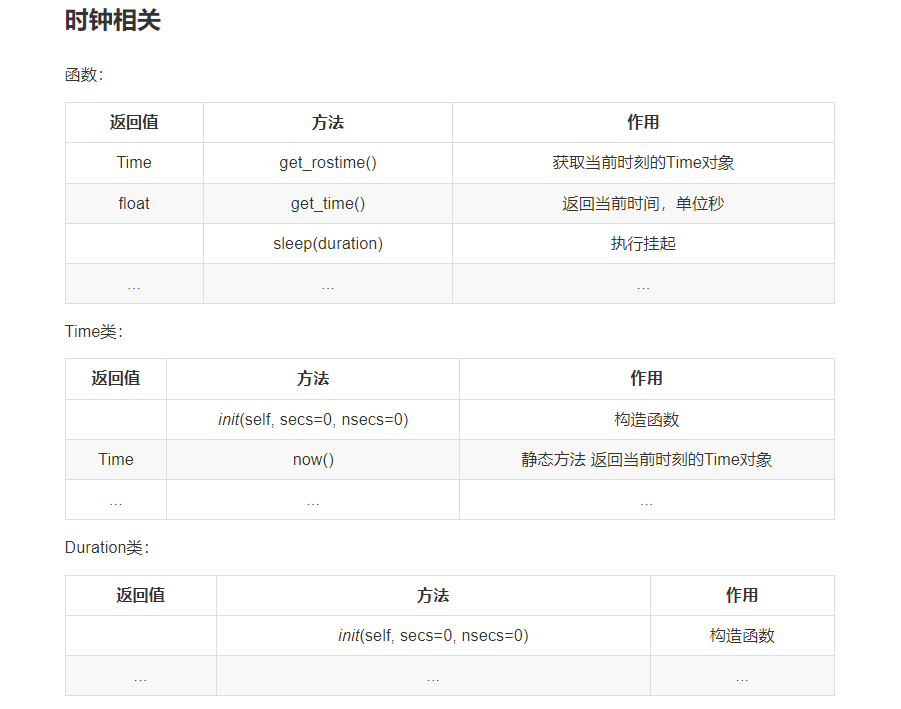 时钟相关
函数：
返回值 方法 作用
Time get_rostime() 获取当前时刻的Time对象
float get_time() 返回当前时间，单位秒
sleep(duration) 执行挂起
... ... ...
Time类：
返回值 方法 作用
init(self, secs=0, nsecs=0) 构造函数
Time now() 静态方法 返回当前时刻的Time对象
... ... ...
Duration类：
返回值 方法 作用
init(self, secs=0, nsecs=0) 构造函数
... ... ...